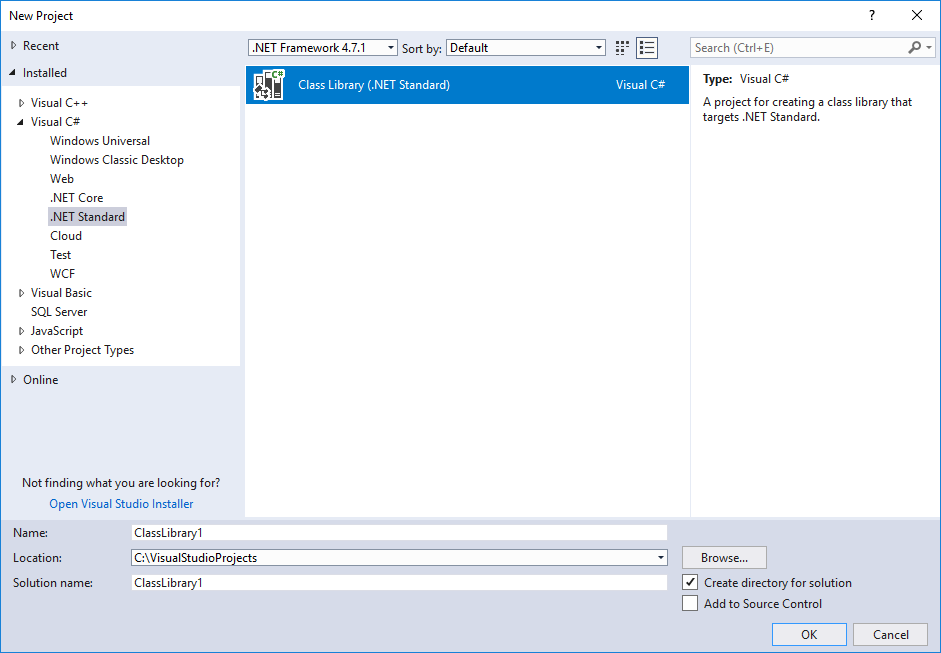 New Project
?
Recent
.NET Framework 4.7.1 Sort by: Default
Search (Ctrl+E)
Installed
Visual C++
Visual C#
Windows Universal
Windows Classic Desktop
Web
.NET Core
.NET Standard
Cloud
Test
WCF
Visual Basic
SQL Server
JavaScript
Other Project Types
Online
Not finding what you are looking for?
Open Visual Studio Installer
C# Class Library (.NET Standard) Visual C#
Type: Visual C#
A project for creating a class library that
targets .NET Standard.
Name: ClassLibrary1
Location: C:\VisualStudioProjects
Browse...
Solution name: ClassLibrary1
Create directory for solution
Add to Source Control
OK Cancel